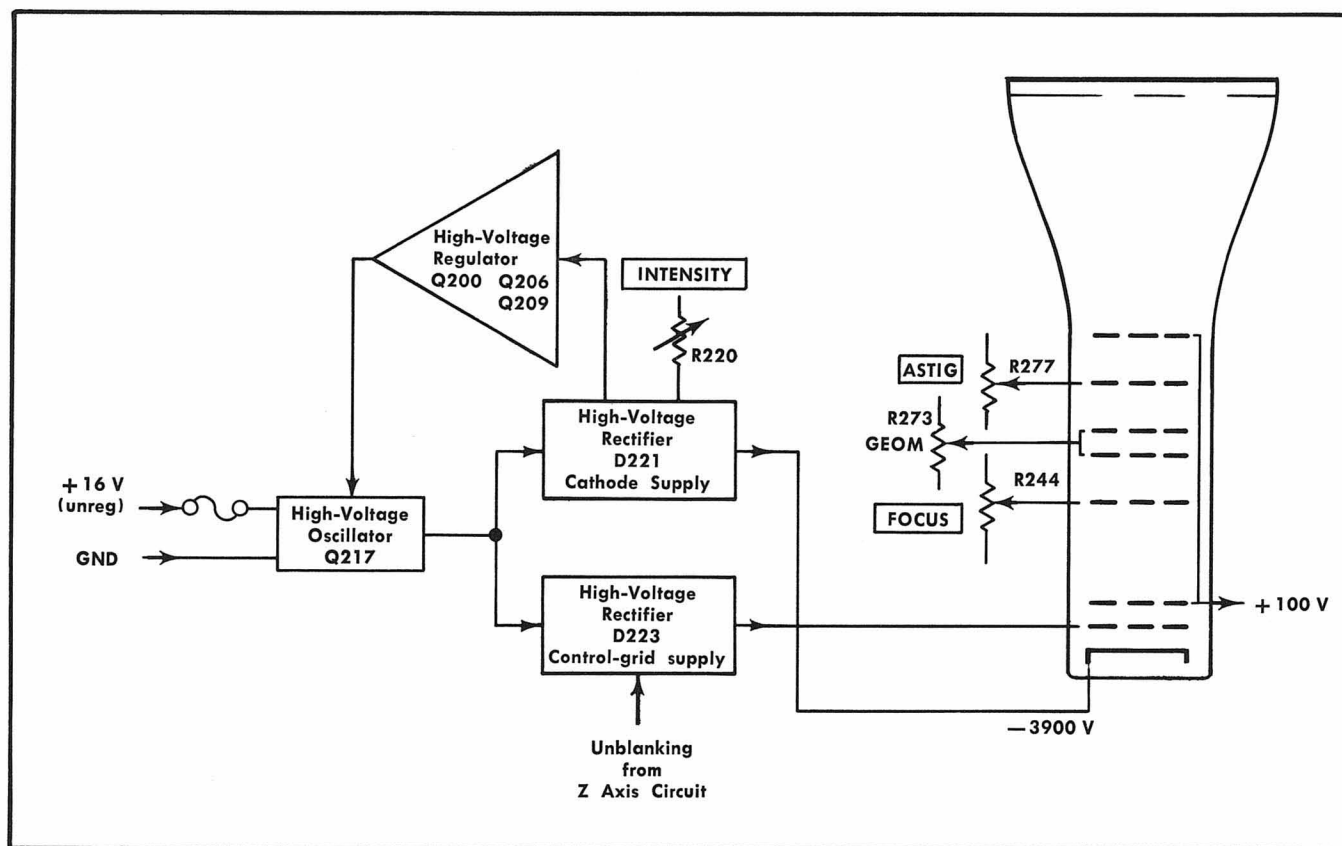 High-Voltage
Regulator
Q200 Q206
Q209
INTENSITY
R220
ASTIG
R277
R273
GEOM
R244
FOCUS
High-Voltage
Rectifier
D221
Cathode Supply
+16 V
(unreg)
GND
High-Voltage
Oscillator
Q217
High-Voltage
Rectifier
D223
Control-grid supply
+100 V
−3900 V
Unblanking
from
Z Axis Circuit